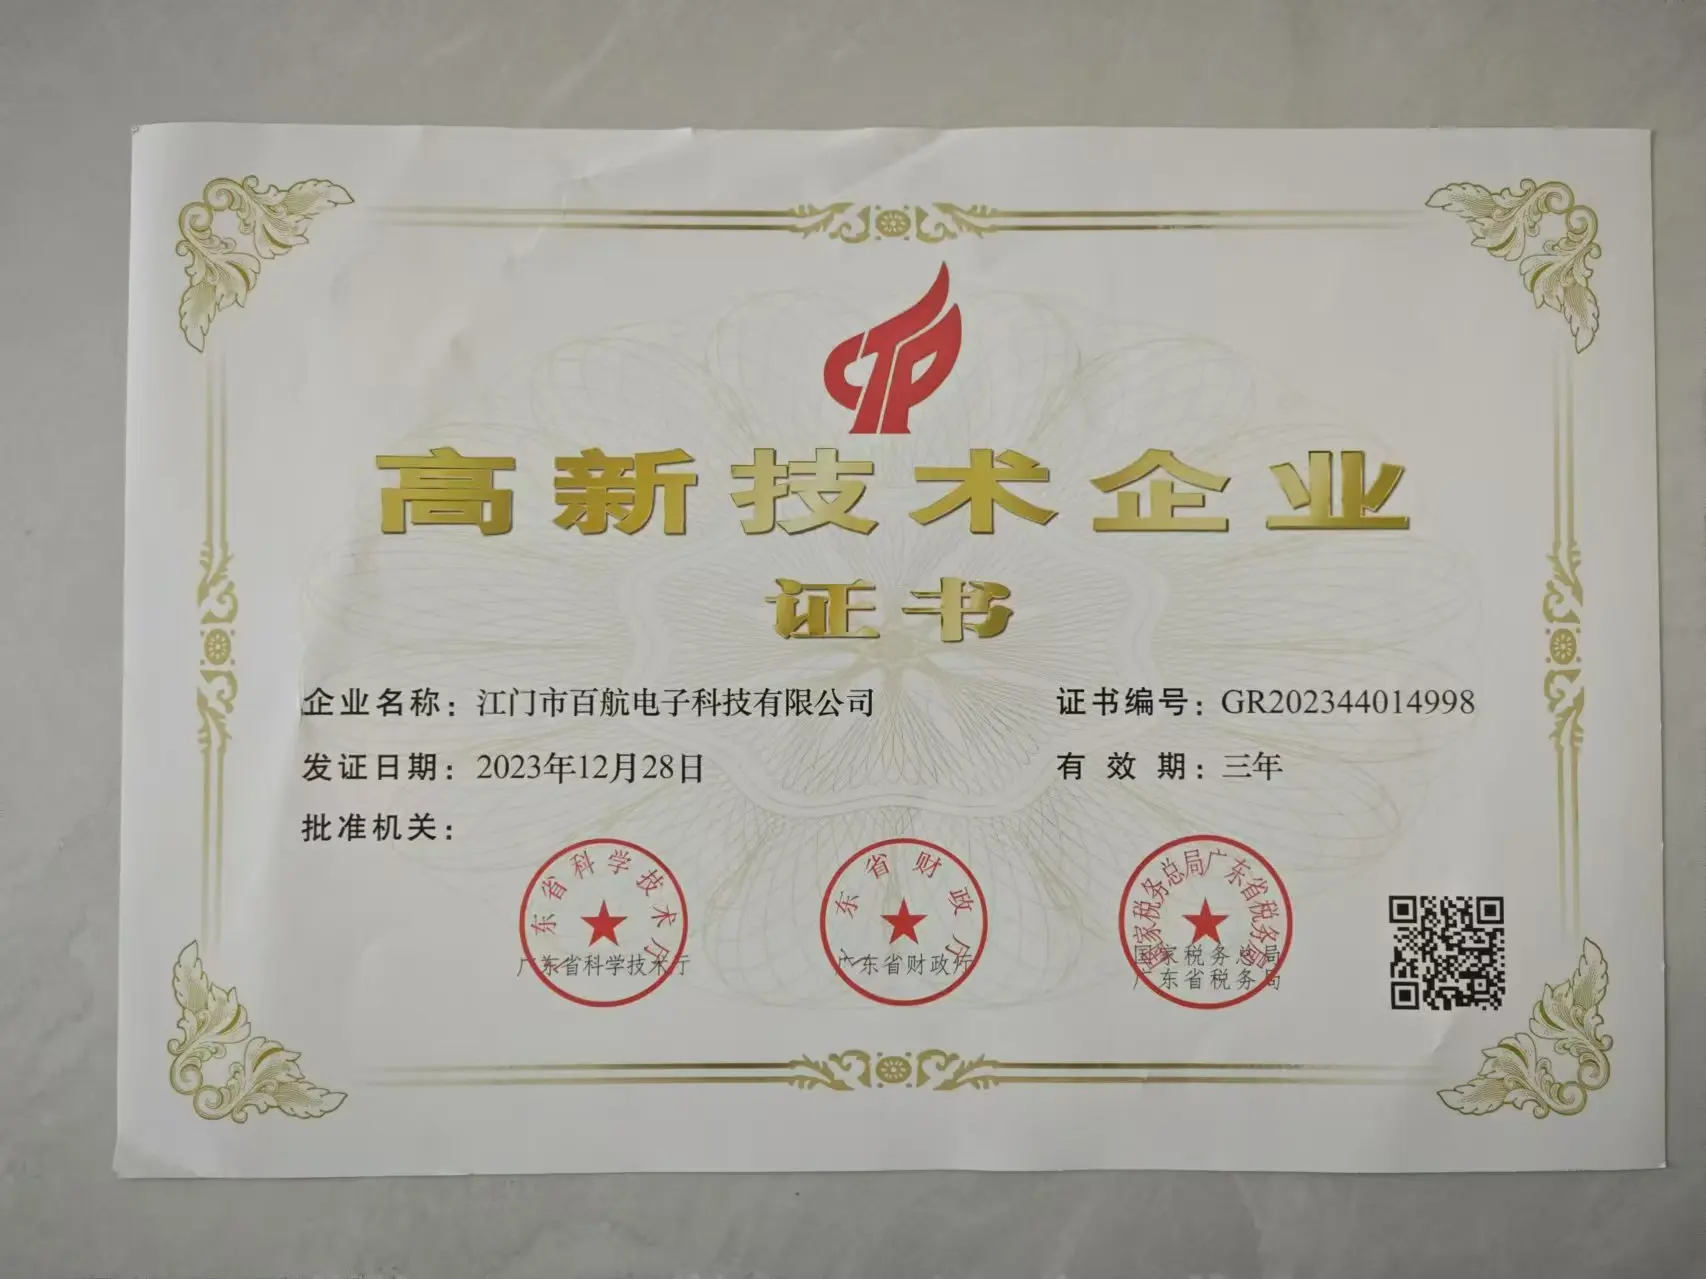 CTP
高新技术企业
证书
企业名称：江门市百航电子科技有限公司
证书编号：GR202344014998
发证日期：2023年12月28日
有效期：三年
批准机关：
广东省科学技术厅
广东省科学技术厅
广东省财政厅
广东省财政厅
国家税务总局广东省税务局
国家税务总局
广东省税务局